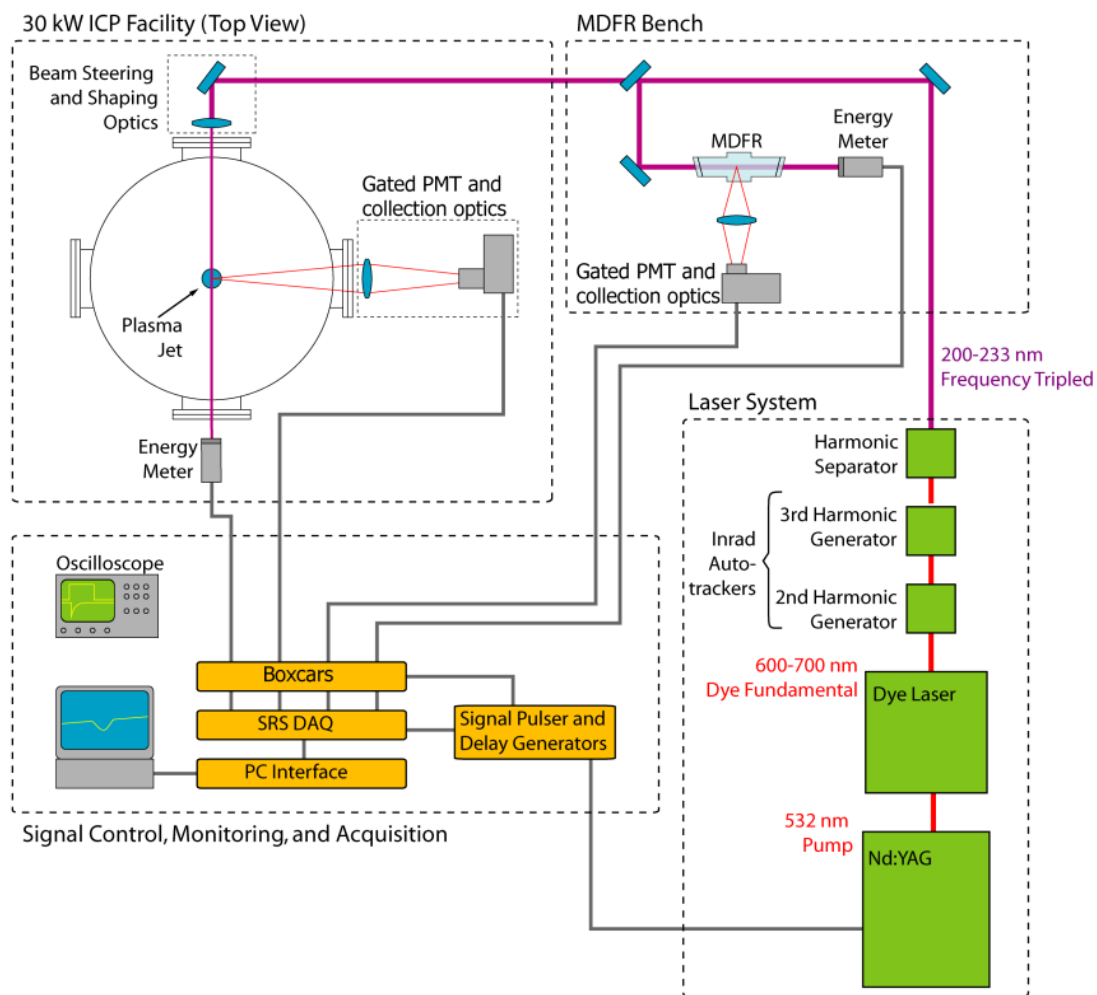 30 kW ICP Facility (Top View)
MDFR Bench
Beam Steering
and Shaping
Optics
Gated PMT and
collection optics
Plasma
Jet
Energy
Meter
MDFR
Energy
Meter
Gated PMT and
collection optics
200-233 nm
Frequency Tripled
Laser System
Harmonic
Separator
3rd Harmonic
Generator
Inrad
Auto-
trackers
2nd Harmonic
Generator
600-700 nm
Dye Fundamental
Dye Laser
532 nm
Pump
Nd:YAG
Oscilloscope
Boxcars
SRS DAQ
Signal Pulser and
Delay Generators
PC Interface
Signal Control, Monitoring, and Acquisition